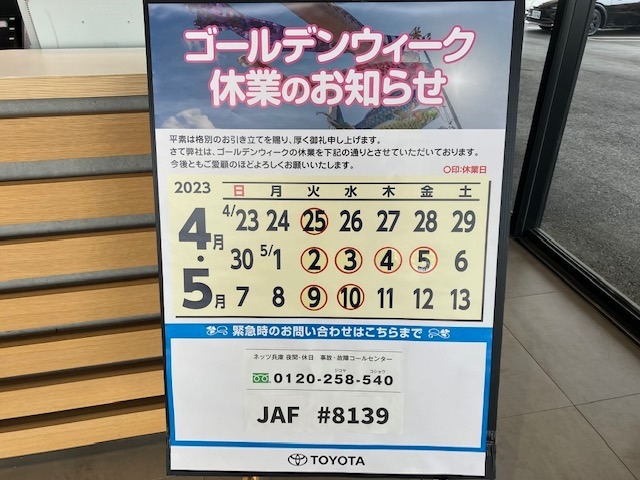 ゴールデンウィーク
休業のお知らせ
平素は格別のお引き立てを賜り、厚く御礼申し上げます。
さて弊社は、ゴールデンウィークの休業を下記の通りとさせていただいております。
今後ともご愛顧のほどよろしくお願いいたします。
○印:休業日
2023 日 月 火 水 木 金 土
4月・5月
4/23 24 25 26 27 28 29
30 5/1 2 3 4 5 6
7 8 9 10 11 12 13
緊急時のお問い合わせはこちらまで
ネッツ兵庫 夜間・休日 事故・故障コールセンター
ジコヤ コショウ
0120-258-540
JAF #8139
TOYOTA